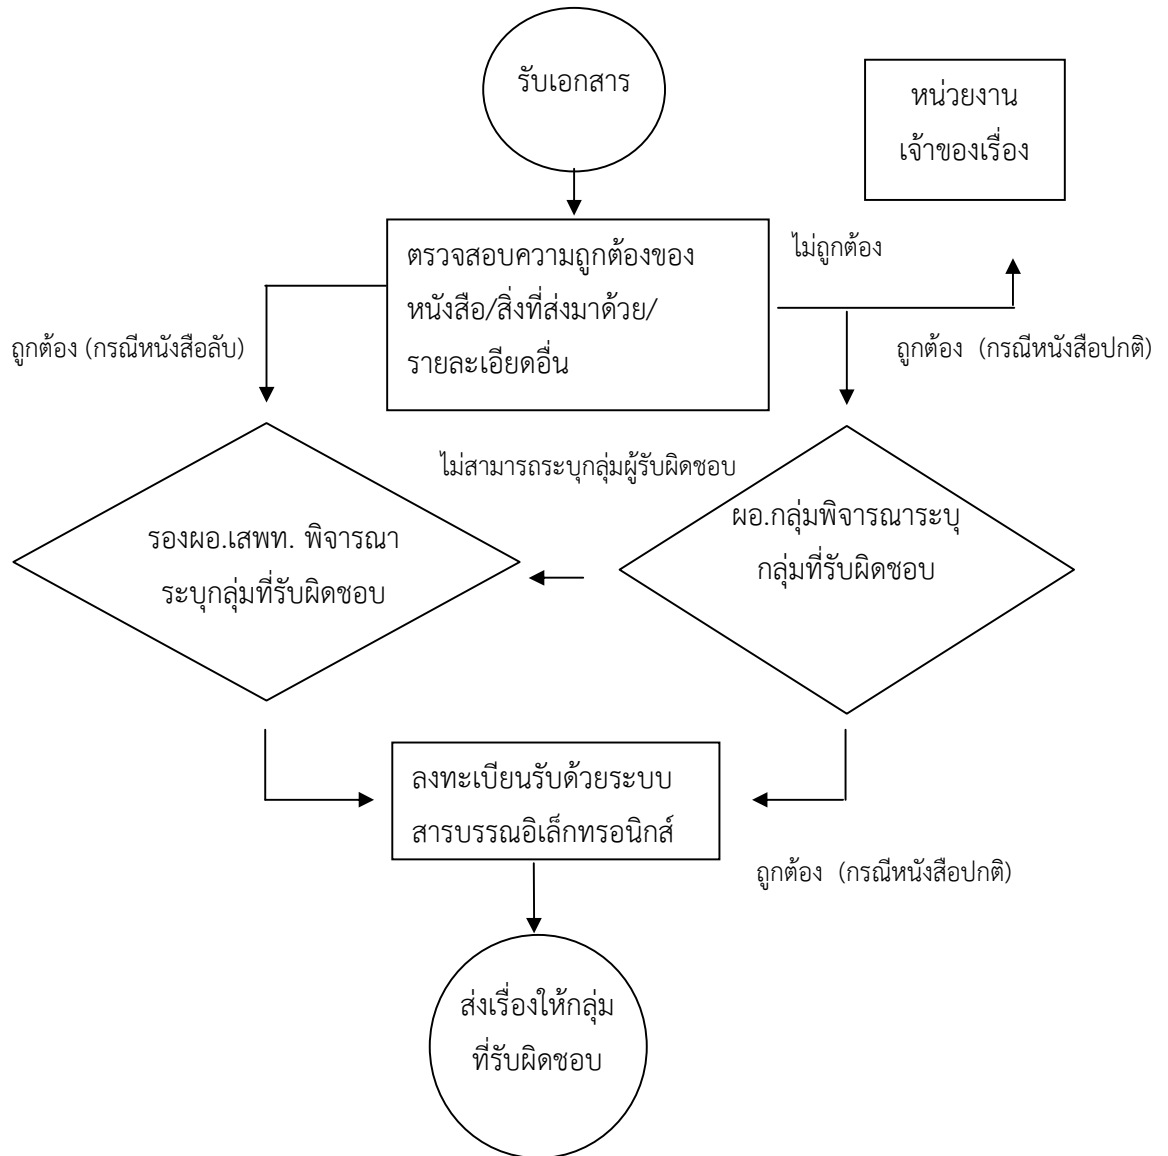 รับเอกสาร
หน่วยงาน
เจ้าของเรื่อง
ตรวจสอบความถูกต้องของ
หนังสือ/สิ่งที่ส่งมาด้วย/
รายละเอียดอื่น
ไม่ถูกต้อง
ถูกต้อง (กรณีหนังสือลับ)
ถูกต้อง (กรณีหนังสือปกติ)
ไม่สามารถระบุกลุ่มผู้รับผิดชอบ
รองผอ.เสพท. พิจารณา
ระบุกลุ่มที่รับผิดชอบ
ผอ.กลุ่มพิจารณาระบุ
กลุ่มที่รับผิดชอบ
ลงทะเบียนรับด้วยระบบ
สารบรรณอิเล็กทรอนิกส์
ถูกต้อง (กรณีหนังสือปกติ)
ส่งเรื่องให้กลุ่ม
ที่รับผิดชอบ